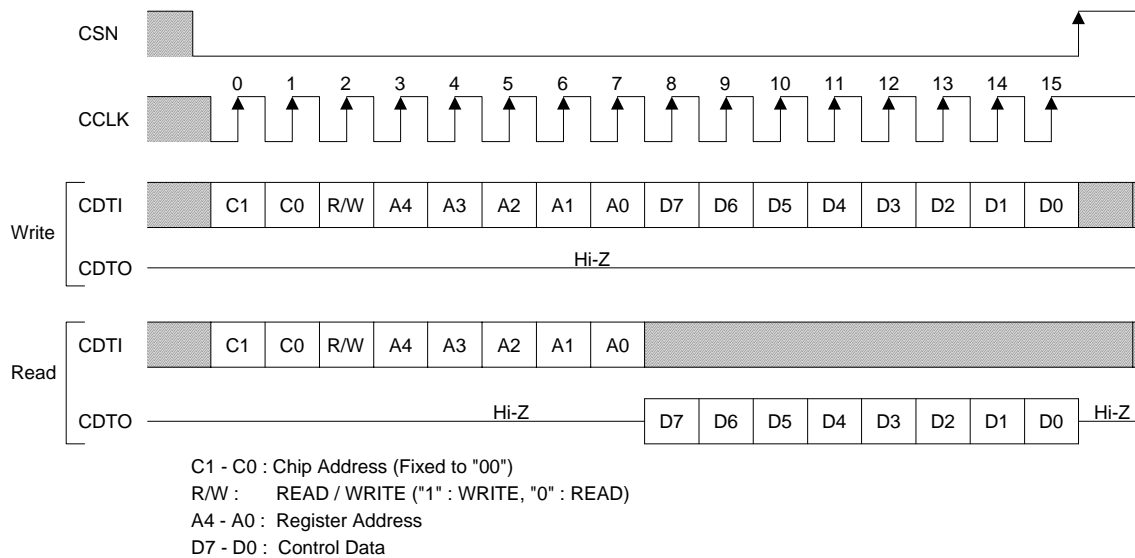 CSN
0 1 2 3 4 5 6 7 8 9 10 11 12 13 14 15
CCLK
Write
CDTI C1 C0 R/W A4 A3 A2 A1 A0 D7 D6 D5 D4 D3 D2 D1 D0
CDTO Hi-Z
Read
CDTI C1 C0 R/W A4 A3 A2 A1 A0
CDTO Hi-Z D7 D6 D5 D4 D3 D2 D1 D0 Hi-Z
C1 - C0 : Chip Address (Fixed to "00")
R/W : READ / WRITE ("1" : WRITE, "0" : READ)
A4 - A0 : Register Address
D7 - D0 : Control Data